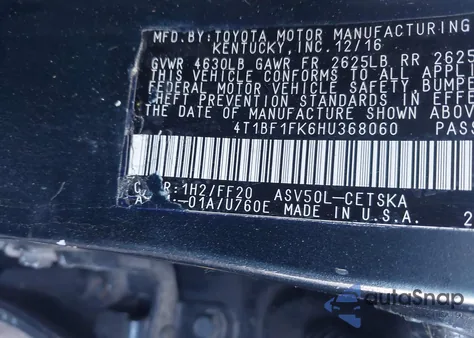 MFD.BY:TOYOTA MOTOR MANUFACTURING
KENTUCKY,INC.12/16
GVWR 4630LB GAWR FR 2625LB RR 2625
THIS VEHICLE CONFORMS TO ALL APPLI
FEDERAL MOTOR VEHICLE SAFETY,BUMPE
THEFT PREVENTION STANDARDS IN EFFE
THE DATE OF MANUFACTURE SHOWN ABOV
4T1BF1FK6HU368060 PASS
C R:1H2/FF20 ASV50L-CETSKA
A -01A/U760E MADE IN U.S.A. 2
autoSnap